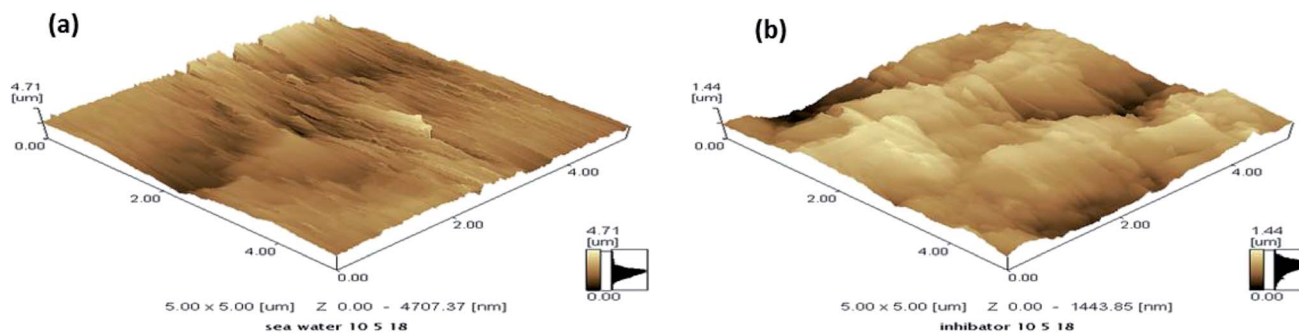 (a)
4.71
[um]
0.00
2.00
4.00
0.00
2.00
4.00
4.71
[um]
0.00
5.00 x 5.00 [um] Z 0.00 - 4707.37 [nm]
sea water 10 5 18
(b)
1.44
[um]
0.00
2.00
4.00
0.00
2.00
4.00
1.44
[um]
0.00
5.00 x 5.00 [um] Z 0.00 - 1443.85 [nm]
inhibator 10 5 18